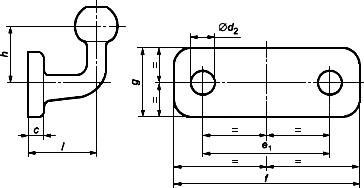 h
c
l
g
=
=
Ød2
=
=
e1
=
=
f